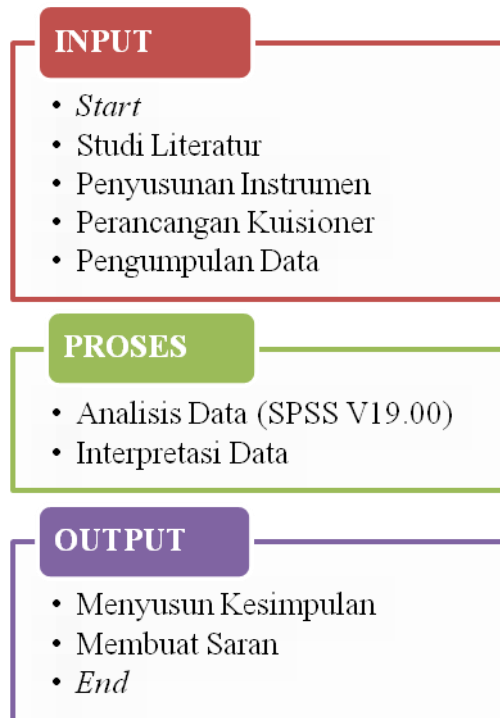 INPUT
• Start
• Studi Literatur
• Penyusunan Instrumen
• Perancangan Kuisioner
• Pengumpulan Data
PROSES
• Analisis Data (SPSS V19.00)
• Interpretasi Data
OUTPUT
• Menyusun Kesimpulan
• Membuat Saran
• End